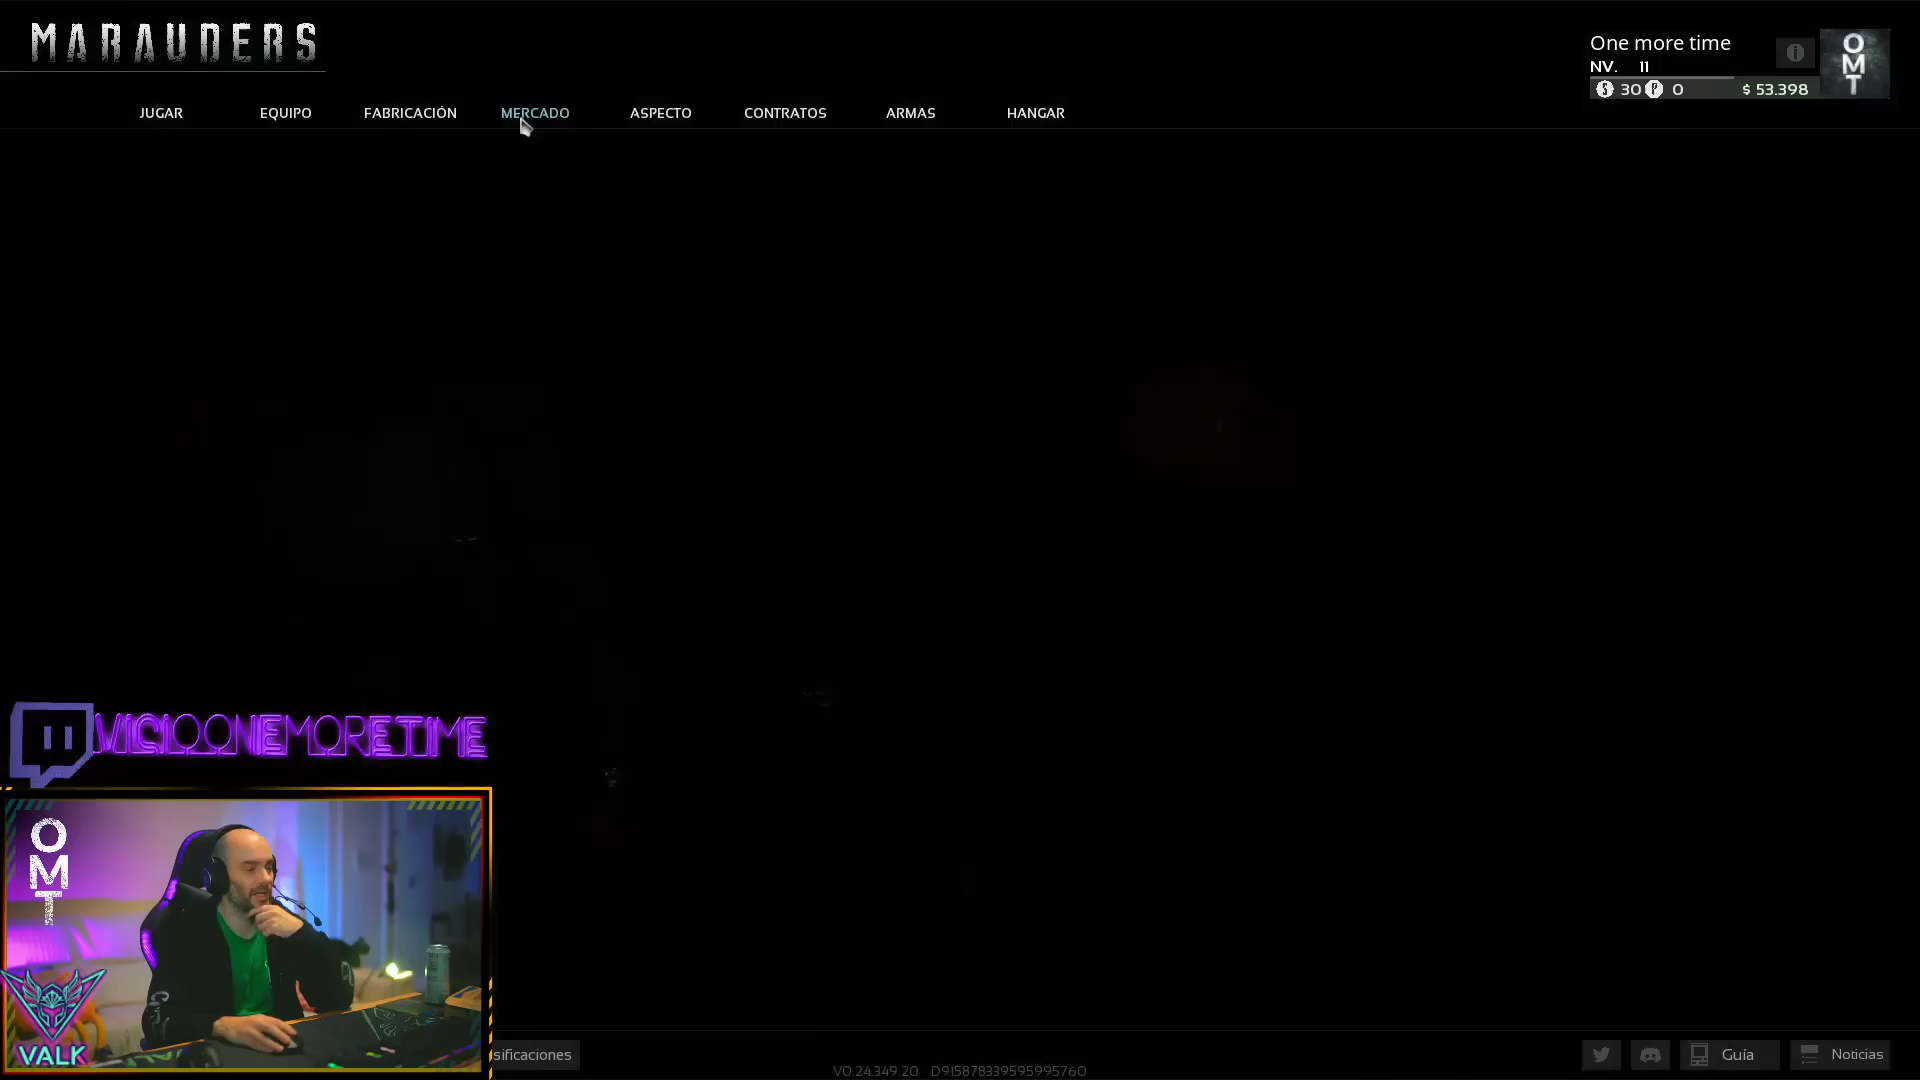 MARAUDERS
One more time
NV. 11
30 0 $ 53.398
OMT
JUGAR EQUIPO FABRICACIÓN MERCADO ASPECTO CONTRATOS ARMAS HANGAR
VICIOONEMORETIME
OMT
VALK
sificaciones
V0.24.349.20 D915878339595995760
Guía
Noticias